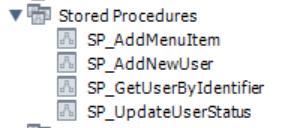 Stored Procedures
SP_AddMenuItem
SP_AddNewUser
SP_GetUserByIdentifier
SP_UpdateUserStatus